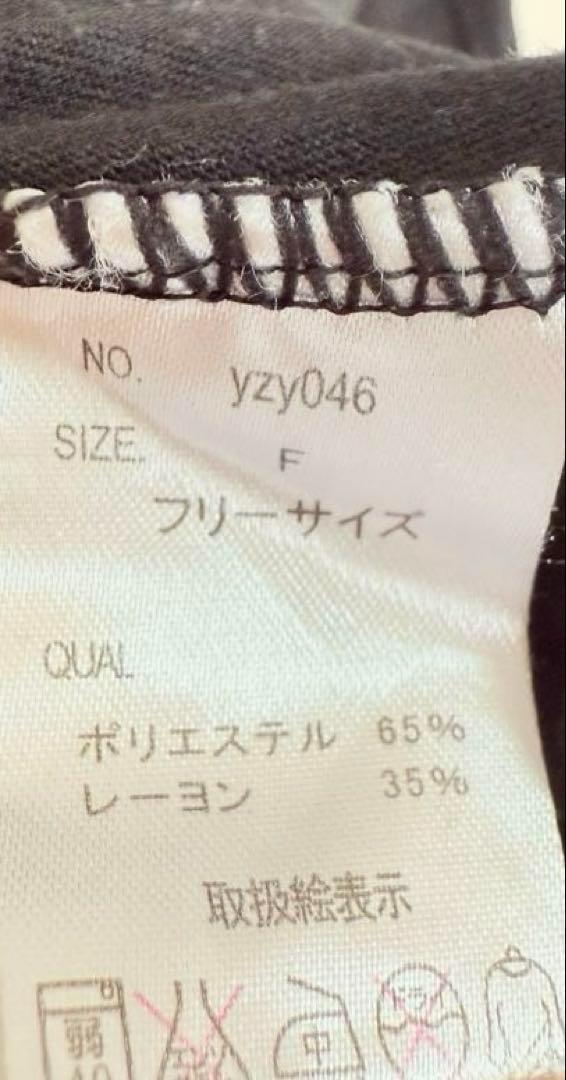 NO. yzy046
SIZE. F
フリーサイズ
QUAL
ポリエステル 65%
レーヨン 35%
取扱絵表示
弱 中
40